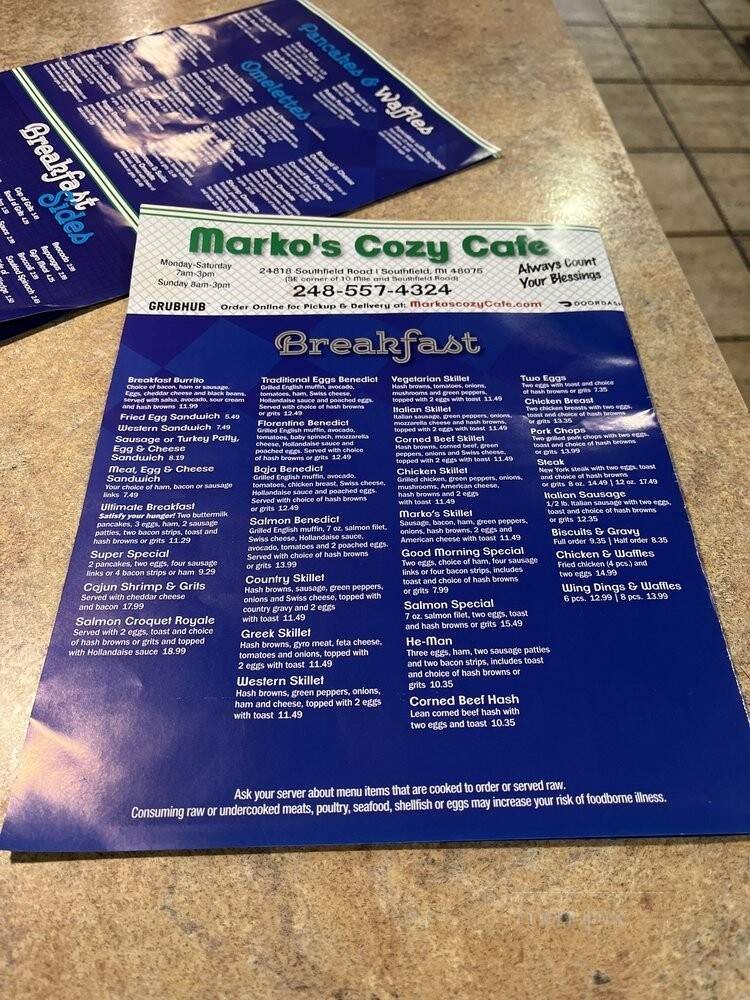 Pancakes & Waffles
Omelettes
Breakfast
Sides
Marko's Cozy Cafe
Monday-Saturday
7am-3pm
Sunday 8am-3pm
24818 Southfield Road | Southfield, MI 48075
(SE corner of 10 Mile and Southfield Road)
248-557-4324
Always Count
Your Blessings
GRUBHUB
Order Online for Pickup & Delivery at: MarkoscozyCafe.com
DOORDASH
Breakfast
Breakfast Burrito
Choice of bacon, ham or sausage.
Eggs, cheddar cheese and black beans,
served with salsa, avocado, sour cream
and hash browns 11.99
Fried Egg Sandwich 5.49
Western Sandwich 7.49
Sausage or Turkey Patty,
Egg & Cheese
Sandwich 8.19
Meat, Egg & Cheese
Sandwich
Your choice of ham, bacon or sausage
links 7.49
Ultimate Breakfast
Satisfy your hunger! Two buttermilk
pancakes, 3 eggs, ham, 2 sausage
patties, two bacon strips, toast and
hash browns or grits 11.29
Super Special
2 pancakes, two eggs, four sausage
links or 4 bacon strips or ham 9.29
Cajun Shrimp & Grits
Served with cheddar cheese
and bacon 17.99
Salmon Croquet Royale
Served with 2 eggs, toast and choice
of hash browns or grits and topped
with Hollandaise sauce 18.99
Traditional Eggs Benedict
Grilled English muffin, avocado,
tomatoes, ham, Swiss cheese,
Hollandaise sauce and poached eggs.
Served with choice of hash browns
or grits 12.49
Florentine Benedict
Grilled English muffin, avocado,
tomatoes, baby spinach, mozzarella
cheese, Hollandaise sauce and
poached eggs. Served with choice
of hash browns or grits 12.49
Baja Benedict
Grilled English muffin, avocado,
tomatoes, chicken breast, Swiss cheese,
Hollandaise sauce and poached eggs.
Served with choice of hash browns
or grits 12.49
Salmon Benedict
Grilled English muffin, 7 oz. salmon filet,
Swiss cheese, Hollandaise sauce,
avocado, tomatoes and 2 poached eggs.
Served with choice of hash browns
or grits 13.99
Country Skillet
Hash browns, sausage, green peppers,
onions and Swiss cheese, topped with
country gravy and 2 eggs
with toast 11.49
Greek Skillet
Hash browns, gyro meat, feta cheese,
tomatoes and onions, topped with
2 eggs with toast 11.49
Western Skillet
Hash browns, green peppers, onions,
ham and cheese, topped with 2 eggs
with toast 11.49
Vegetarian Skillet
Hash browns, tomatoes, onions,
mushrooms and green peppers,
topped with 2 eggs with toast 11.49
Italian Skillet
Italian sausage, green peppers, onions,
mozzarella cheese and hash browns,
topped with 2 eggs with toast 11.49
Corned Beef Skillet
Hash browns, corned beef, green
peppers, onions and Swiss cheese,
topped with 2 eggs with toast 11.49
Chicken Skillet
Grilled chicken, green peppers, onions,
mushrooms, American cheese,
hash browns and 2 eggs
with toast 11.49
Marko's Skillet
Sausage, bacon, ham, green peppers,
onions, hash browns, 2 eggs and
American cheese with toast 11.49
Good Morning Special
Two eggs, choice of ham, four sausage
links or four bacon strips, includes
toast and choice of hash browns
or grits 7.99
Salmon Special
7 oz. salmon filet, two eggs, toast
and hash browns or grits 15.49
He-Man
Three eggs, ham, two sausage patties
and two bacon strips, includes toast
and choice of hash browns or
grits 10.35
Corned Beef Hash
Lean corned beef hash with
two eggs and toast 10.35
Two Eggs
Two eggs with toast and choice
of hash browns or grits 7.35
Chicken Breast
Two chicken breasts with two eggs,
toast and choice of hash browns
or grits 13.35
Pork Chops
Two grilled pork chops with two eggs,
toast and choice of hash browns
or grits 13.99
Steak
New York steak with two eggs, toast
and choice of hash browns
or grits 8 oz. 14.49 | 12 oz. 17.49
Italian Sausage
1/2 lb. Italian sausage with two eggs,
toast and choice of hash browns
or grits 12.35
Biscuits & Gravy
Full order 9.35 | Half order 8.35
Chicken & Waffles
Fried chicken (4 pcs.) and
two eggs 14.99
Wing Dings & Waffles
6 pcs. 12.99 | 8 pcs. 13.99
Ask your server about menu items that are cooked to order or served raw.
Consuming raw or undercooked meats, poultry, seafood, shellfish or eggs may increase your risk of foodborne illness.